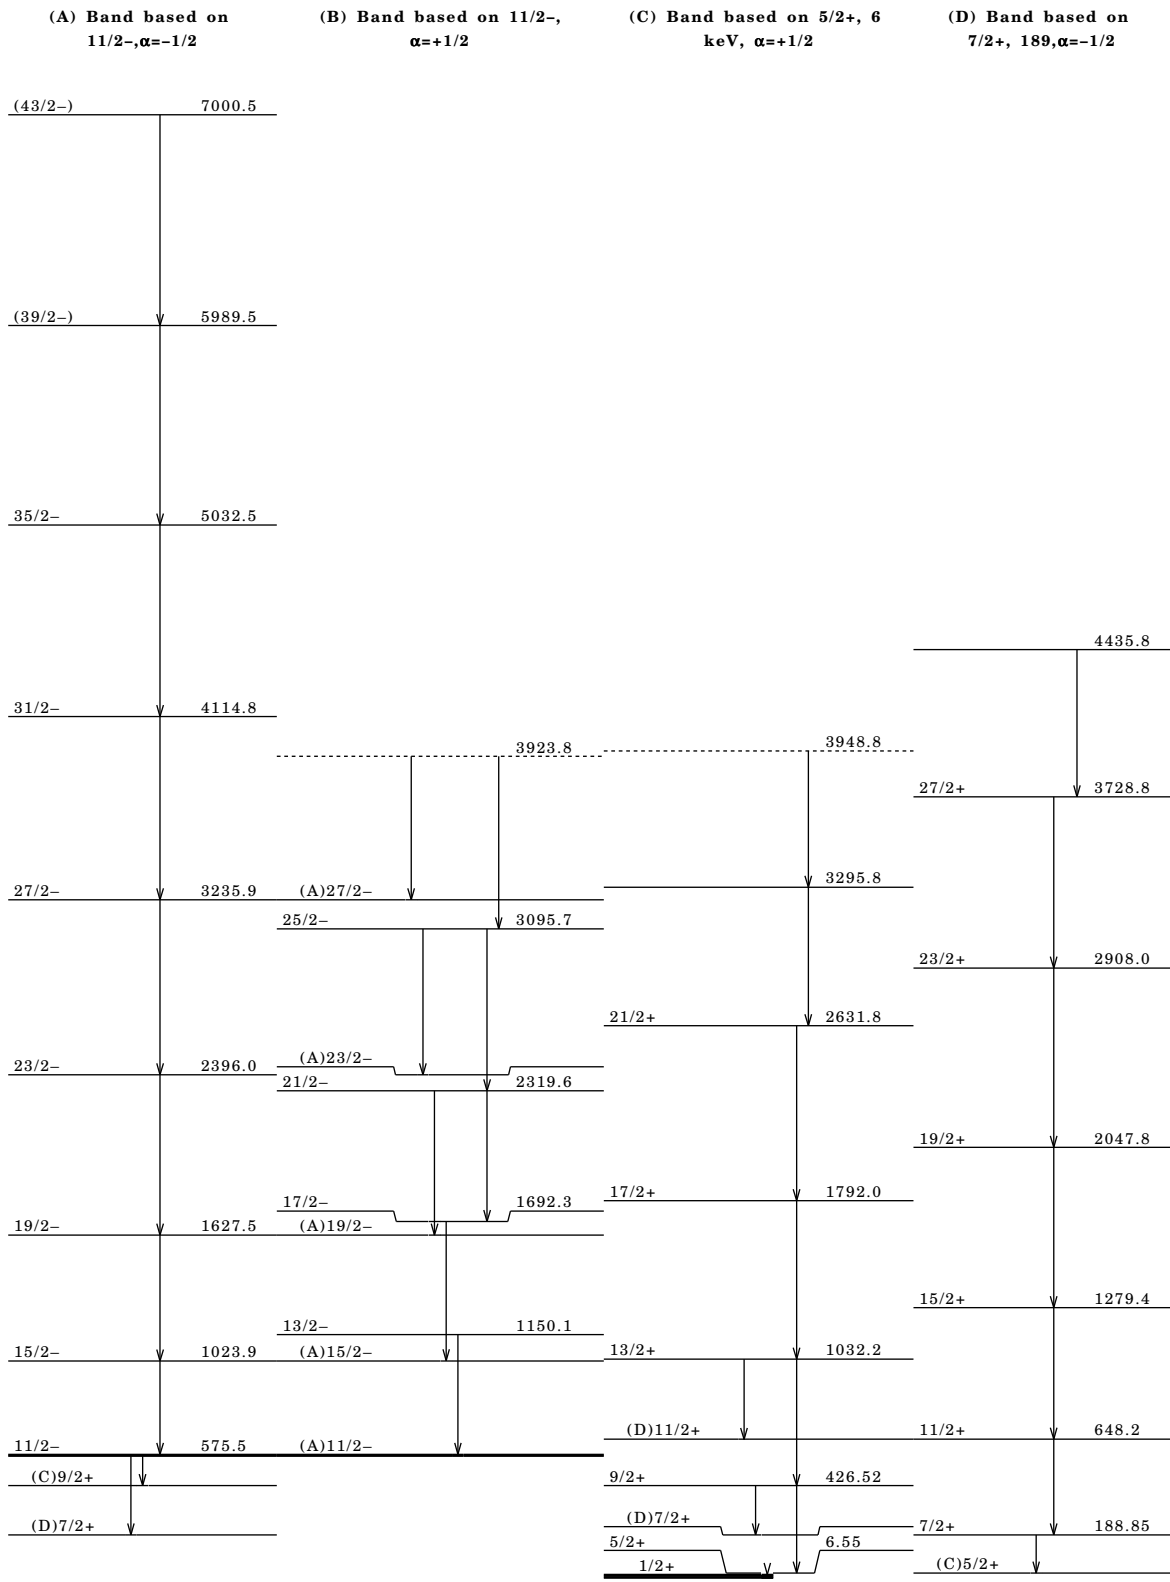 (A) Band based on
11/2–,α=–1/2
(43/2–) 7000.5
(39/2–) 5989.5
35/2– 5032.5
31/2– 4114.8
27/2– 3235.9
23/2– 2396.0
19/2– 1627.5
15/2– 1023.9
11/2– 575.5
(C)9/2+
(D)7/2+
(B) Band based on 11/2–,
α=+1/2
3923.8
(A)27/2–
25/2– 3095.7
(A)23/2–
21/2– 2319.6
17/2– 1692.3
(A)19/2–
13/2– 1150.1
(A)15/2–
(A)11/2–
(C) Band based on 5/2+, 6
keV, α=+1/2
3948.8
3295.8
21/2+ 2631.8
17/2+ 1792.0
13/2+ 1032.2
(D)11/2+
9/2+ 426.52
(D)7/2+
5/2+ 6.55
1/2+
(D) Band based on
7/2+, 189,α=–1/2
4435.8
27/2+ 3728.8
23/2+ 2908.0
19/2+ 2047.8
15/2+ 1279.4
11/2+ 648.2
7/2+ 188.85
(C)5/2+